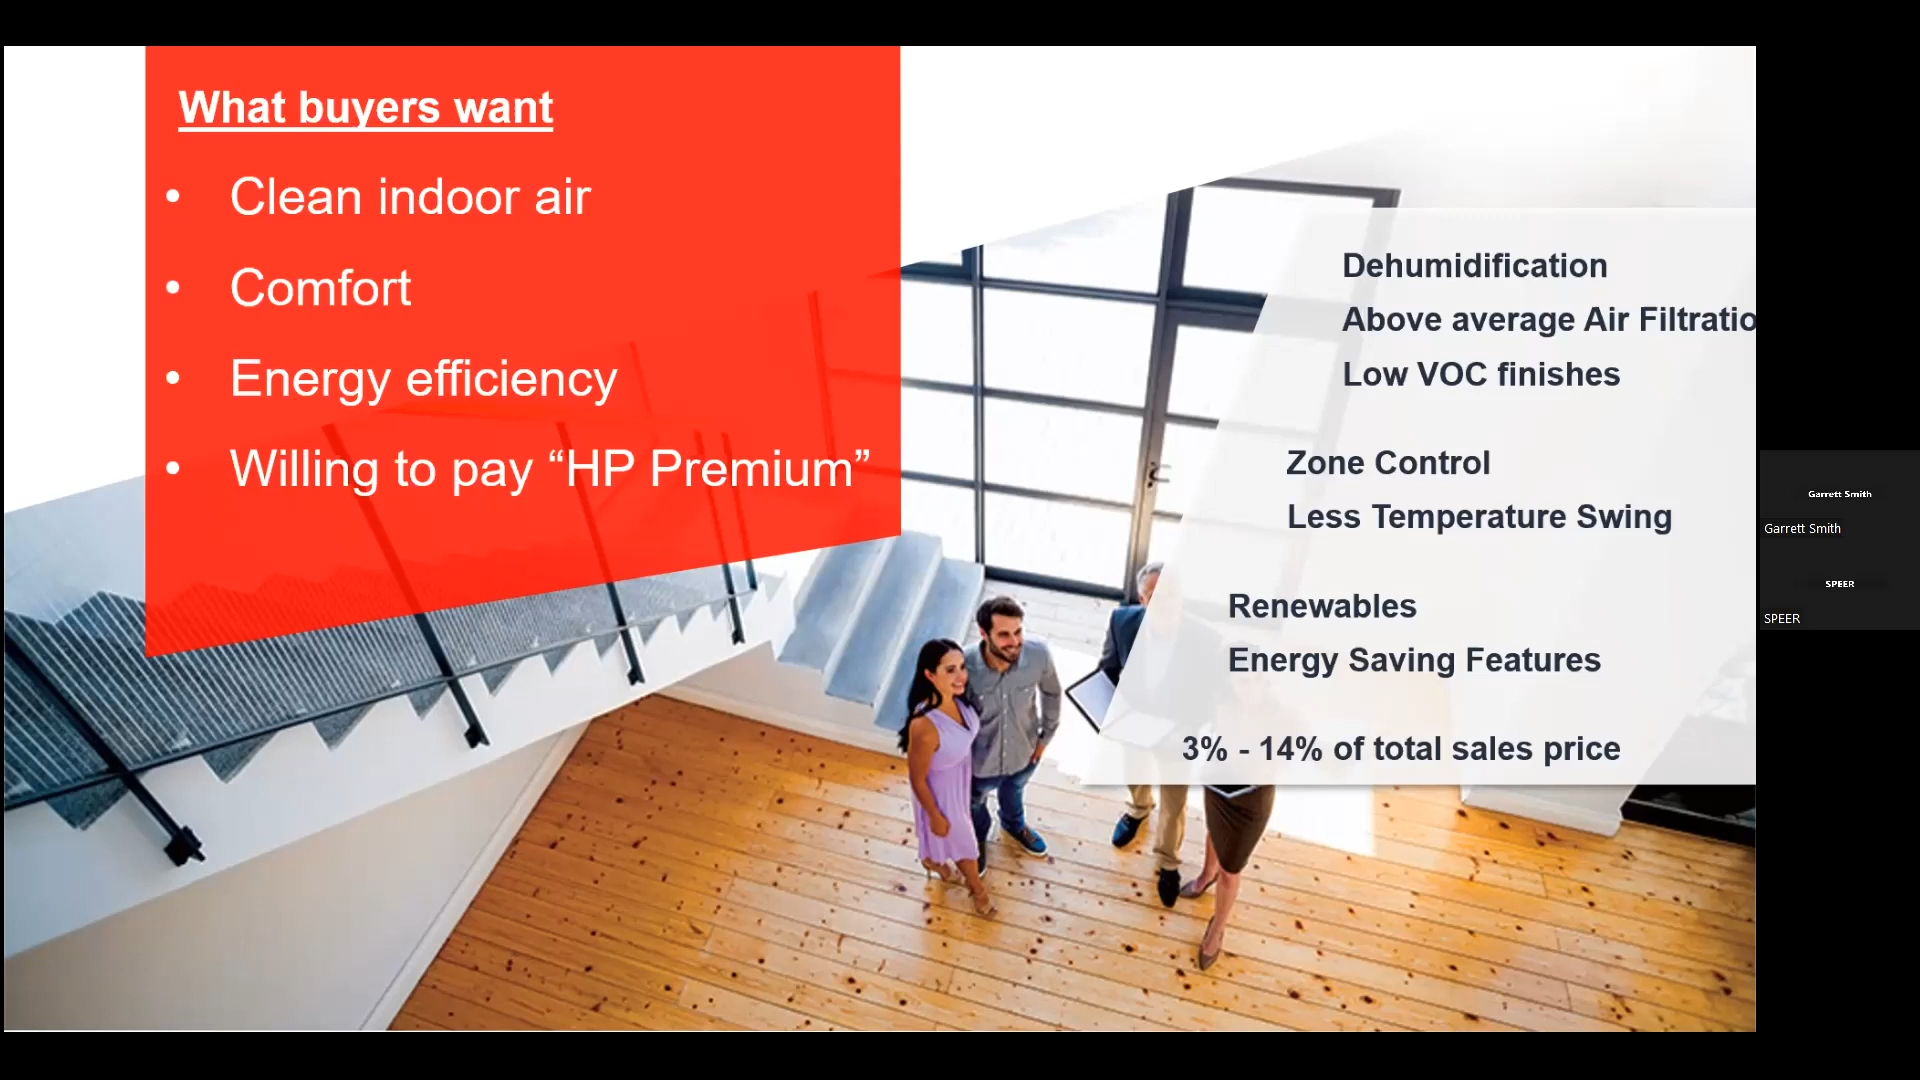 What buyers want
• Clean indoor air
• Comfort
• Energy efficiency
• Willing to pay “HP Premium”
Dehumidification
Above average Air Filtratio
Low VOC finishes
Zone Control
Less Temperature Swing
Renewables
Energy Saving Features
3% - 14% of total sales price
Garrett Smith
Garrett Smith
SPEER
SPEER